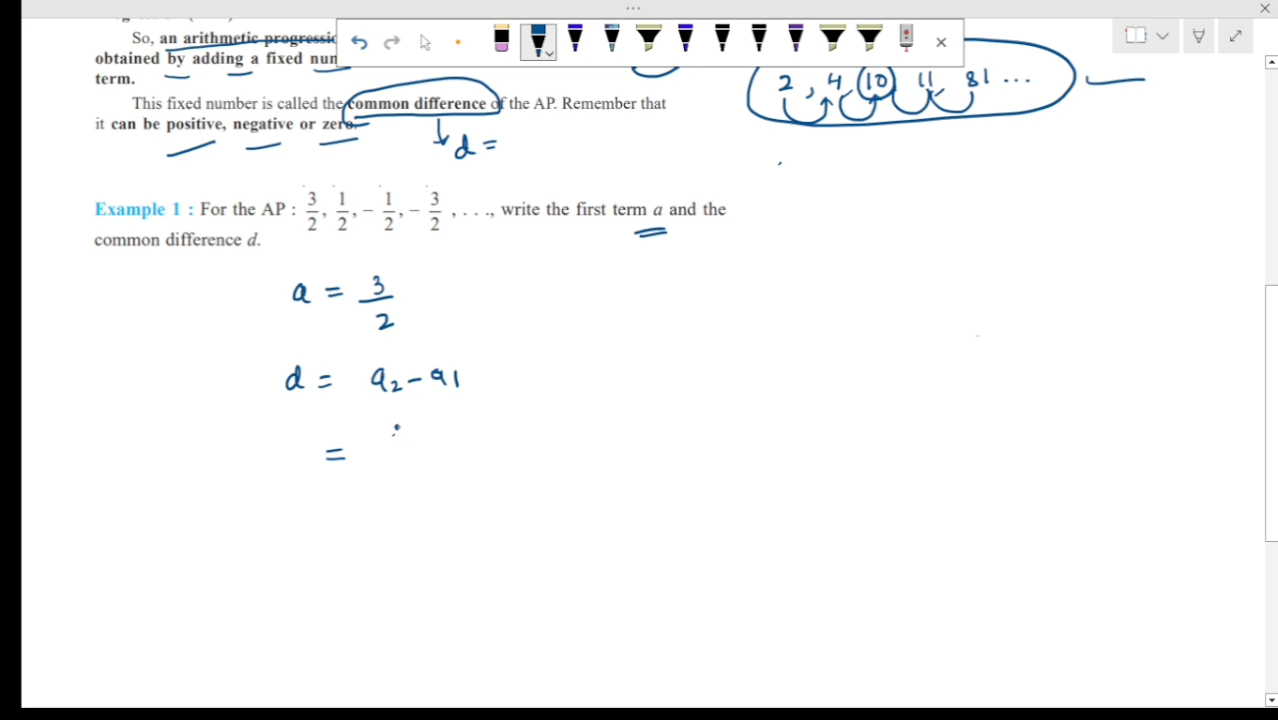 So, an arithmetic progressio
obtained by adding a fixed num
term.
2, 4, 10 11 81 ...
This fixed number is called the common difference of the AP. Remember that
it can be positive, negative or zero.
d =
Example 1 : For the AP : 3/2, 1/2, - 1/2, - 3/2, . . ., write the first term a and the
common difference d.
a = 3/2
d = a2 - a1
=